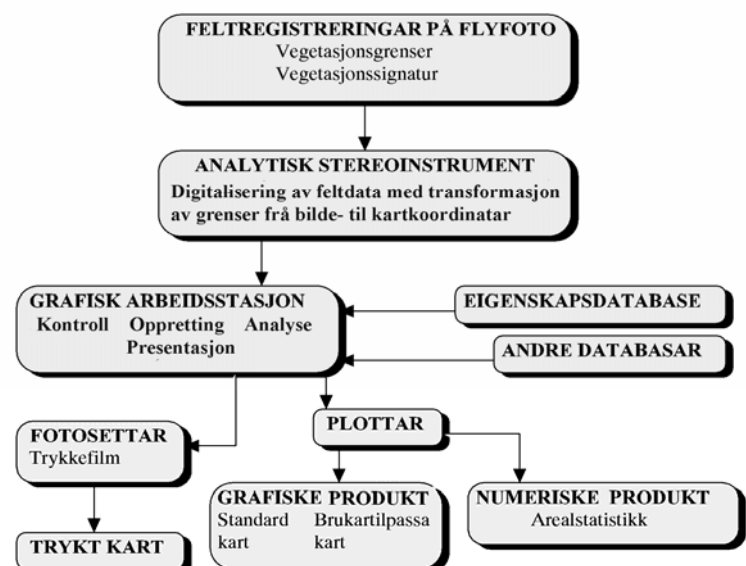 FELTREGISTRERINGAR PÅ FLYFOTO
Vegetasjonsgrenser
Vegetasjonssignatur
ANALYTISK STEREOINSTRUMENT
Digitalisering av feltdata med transformasjon
av grenser frå bilde- til kartkoordinatar
GRAFISK ARBEIDSSTASJON
Kontroll Oppretting Analyse
Presentasjon
EIGENSKAPSDATABASE
ANDRE DATABASAR
FOTOSETTAR
Trykkefilm
PLOTTAR
TRYKT KART
GRAFISKE PRODUKT
Standard Brukartilpassa
kart kart
NUMERISKE PRODUKT
Arealstatistikk